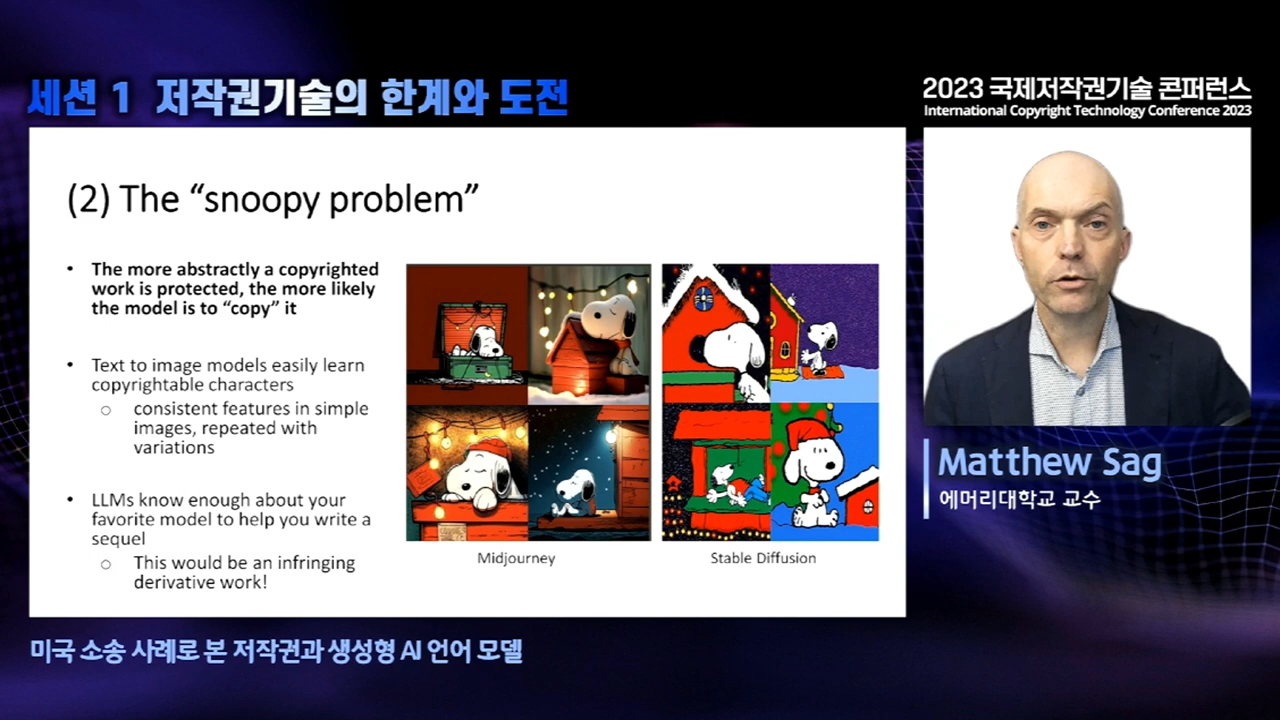 세션 1 저작권기술의 한계와 도전
2023 국제저작권기술 콘퍼런스
International Copyright Technology Conference 2023
(2) The “snoopy problem”
• The more abstractly a copyrighted
work is protected, the more likely
the model is to “copy” it
• Text to image models easily learn
copyrightable characters
○ consistent features in simple
images, repeated with
variations
• LLMs know enough about your
favorite model to help you write a
sequel
○ This would be an infringing
derivative work!
Midjourney
Stable Diffusion
Matthew Sag
에머리대학교 교수
미국 소송 사례로 본 저작권과 생성형 AI 언어 모델